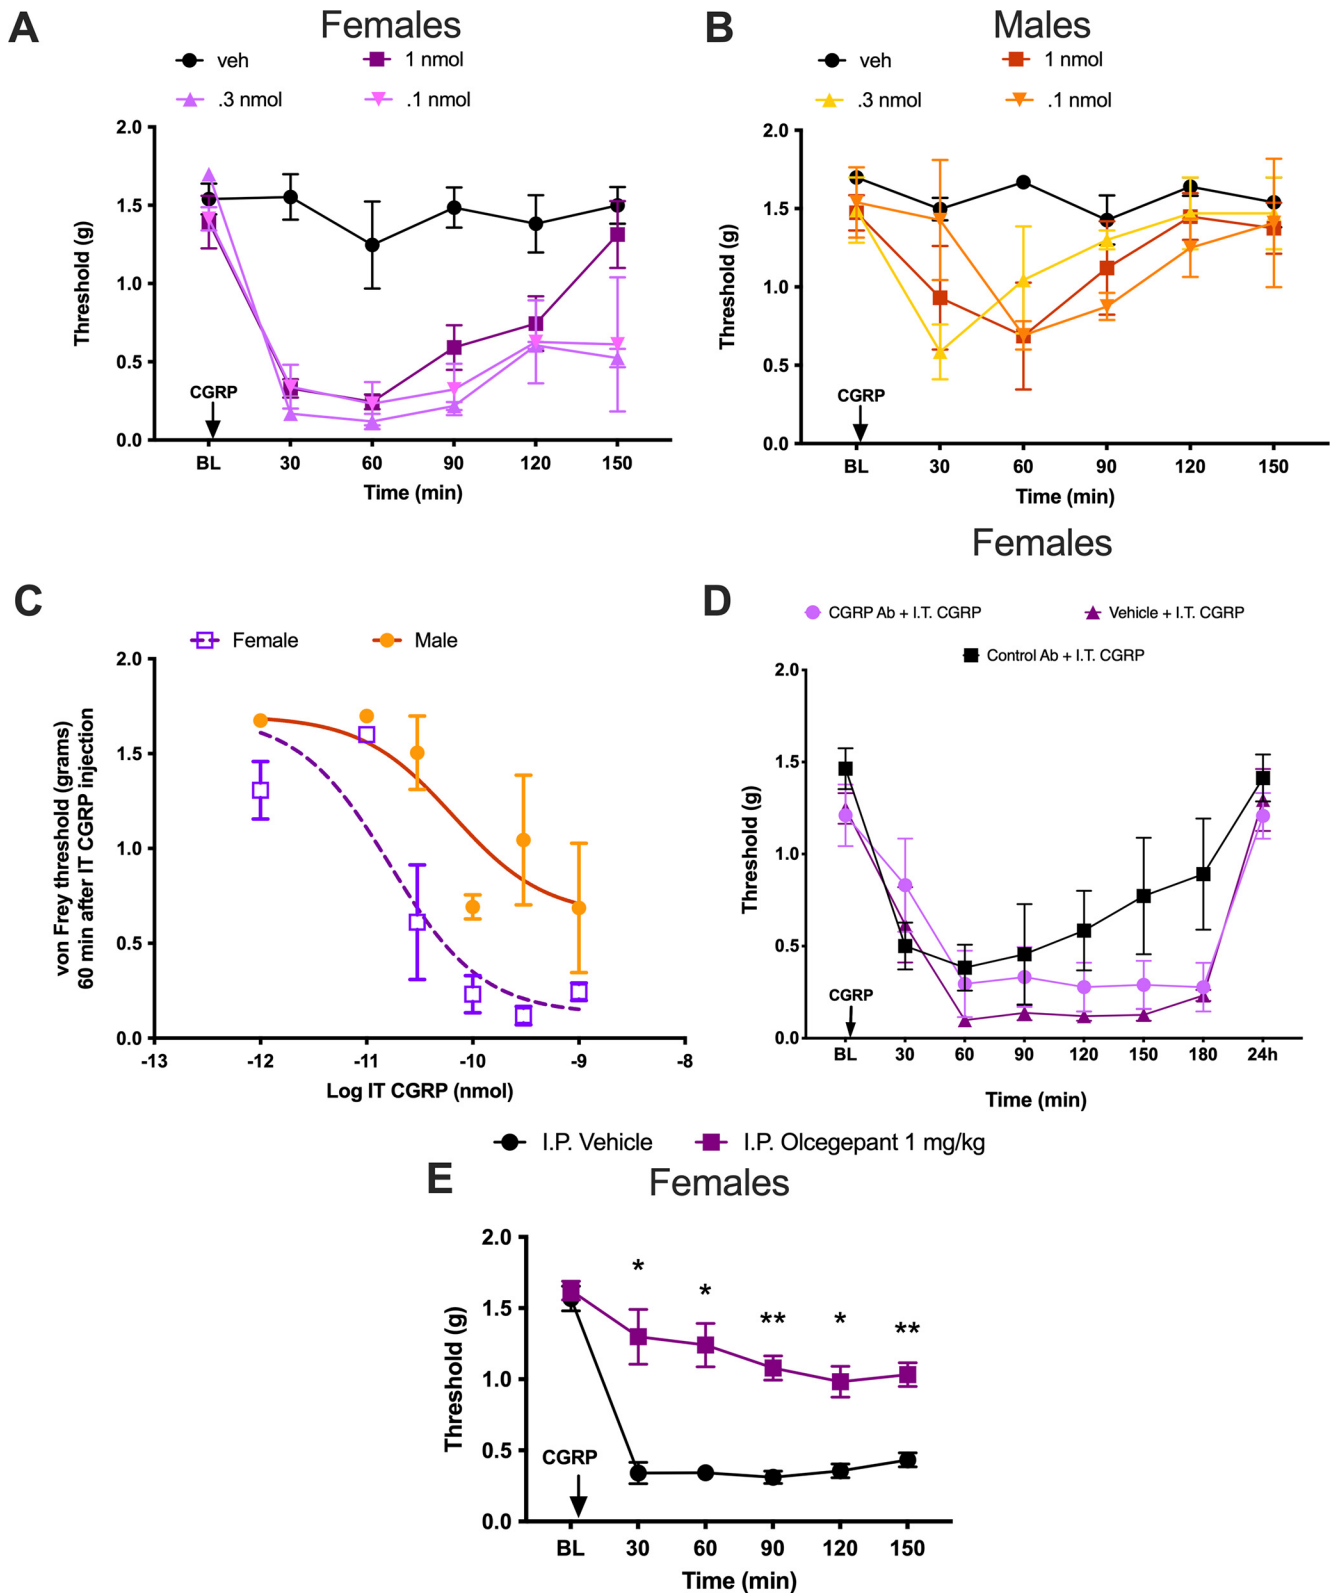 A
Females
veh
1 nmol
.3 nmol
.1 nmol
2.0
1.5
1.0
0.5
0.0
Threshold (g)
CGRP
BL 30 60 90 120 150
Time (min)
B
Males
veh
1 nmol
.3 nmol
.1 nmol
2.0
1.5
1.0
0.5
0.0
Threshold (g)
CGRP
BL 30 60 90 120 150
Time (min)
C
Female
Male
2.0
1.5
1.0
0.5
0.0
von Frey threshold (grams)
60 min after IT CGRP injection
-13 -12 -11 -10 -9 -8
Log IT CGRP (nmol)
Females
D
CGRP Ab + I.T. CGRP
Vehicle + I.T. CGRP
Control Ab + I.T. CGRP
2.0
1.5
1.0
0.5
0.0
Threshold (g)
CGRP
BL 30 60 90 120 150 180 24h
Time (min)
I.P. Vehicle
I.P. Olcegepant 1 mg/kg
E
Females
2.0
1.5
1.0
0.5
0.0
Threshold (g)
* * ** * **
CGRP
BL 30 60 90 120 150
Time (min)